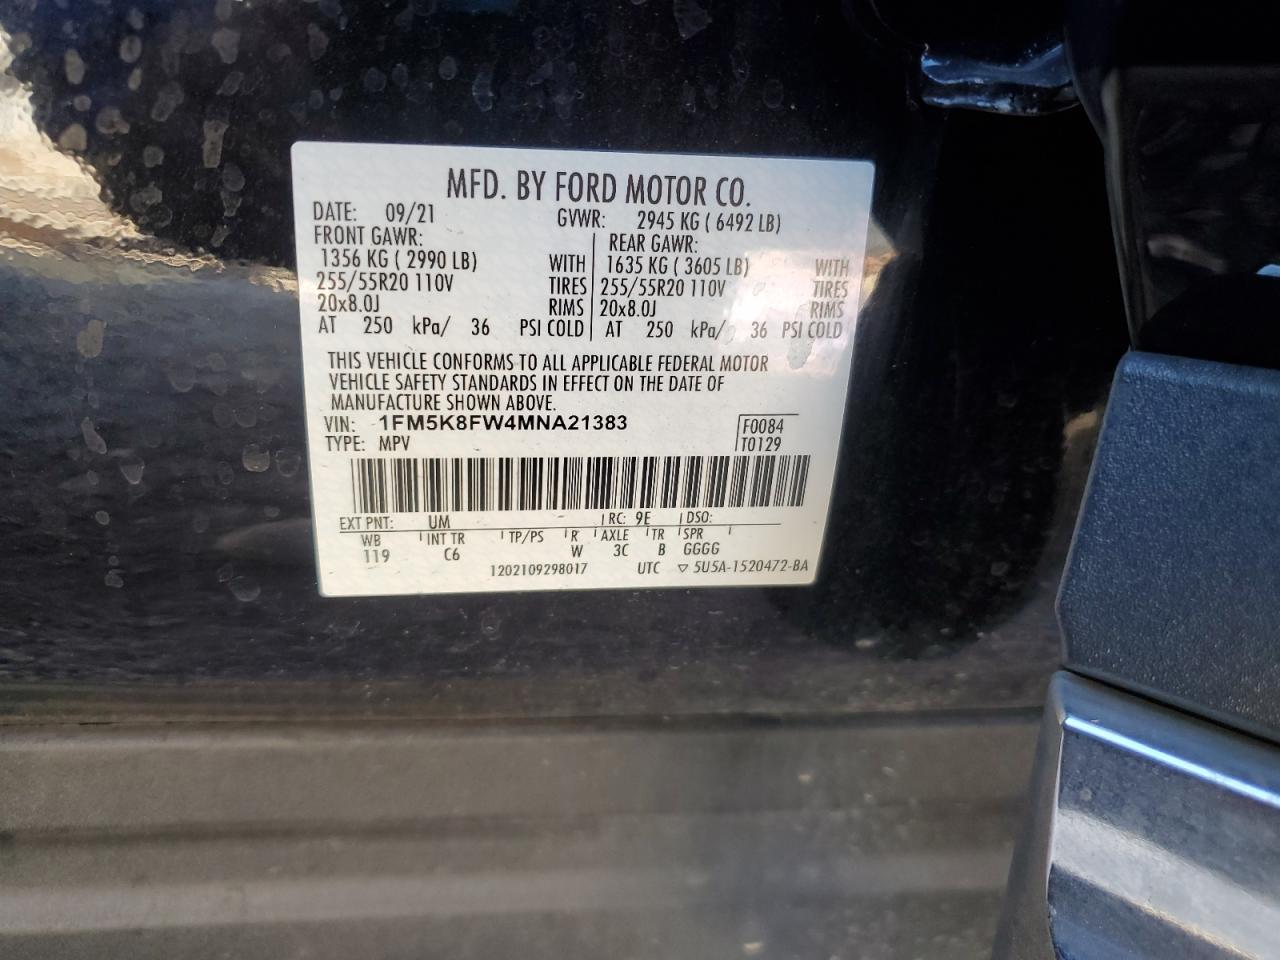 MFD. BY FORD MOTOR CO.
DATE: 09/21 GVWR: 2945 KG ( 6492 LB)
FRONT GAWR: REAR GAWR:
1356 KG ( 2990 LB) WITH 1635 KG ( 3605 LB) WITH
255/55R20 110V TIRES 255/55R20 110V TIRES
20x8.0J RIMS 20x8.0J RIMS
AT 250 kPa/ 36 PSI COLD AT 250 kPa/ 36 PSI COLD
THIS VEHICLE CONFORMS TO ALL APPLICABLE FEDERAL MOTOR
VEHICLE SAFETY STANDARDS IN EFFECT ON THE DATE OF
MANUFACTURE SHOWN ABOVE.
VIN: 1FM5K8FW4MNA21383 F0084
TYPE: MPV T0129
EXT PNT: UM RC: 9E DSO:
WB INT TR TP/PS R AXLE TR SPR
119 C6 W 3C B GGGG
1202109298017 UTC ▽ 5U5A-1520472-BA